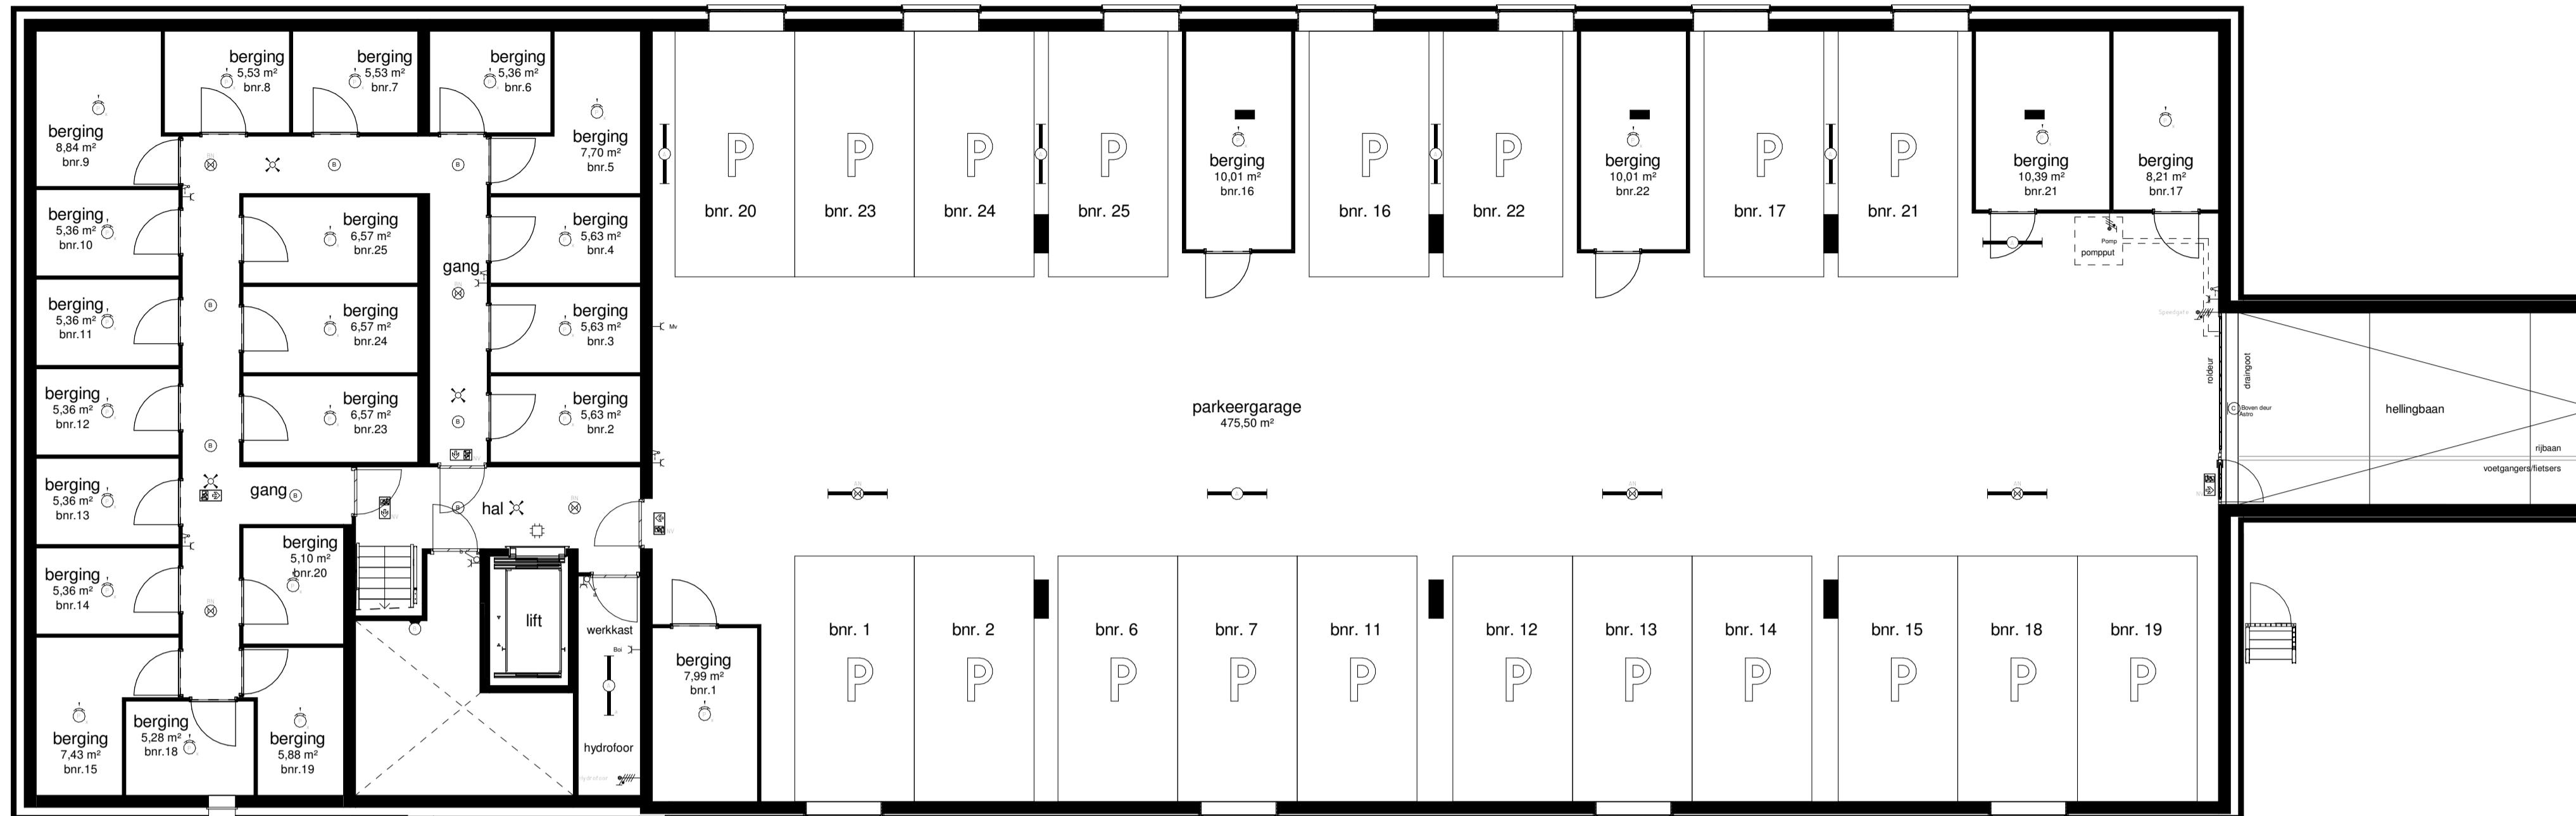 berging
5,53 m²
bnr.8
berging
5,53 m²
bnr.7
berging
5,36 m²
bnr.6
berging
8,84 m²
bnr.9
berging
7,70 m²
bnr.5
P
bnr. 20
P
bnr. 23
P
bnr. 24
P
bnr. 25
berging
10,01 m²
bnr.16
P
bnr. 16
P
bnr. 22
berging
10,01 m²
bnr.22
P
bnr. 17
P
bnr. 21
berging
10,39 m²
bnr.21
berging
8,21 m²
bnr.17
berging
5,36 m²
bnr.10
berging
6,57 m²
bnr.25
berging
5,63 m²
bnr.4
gang
Pomp
pompput
berging
5,36 m²
bnr.11
berging
6,57 m²
bnr.24
berging
5,63 m²
bnr.3
Mv
Speedgate
berging
5,36 m²
bnr.12
berging
6,57 m²
bnr.23
berging
5,63 m²
bnr.2
parkeergarage
475,50 m²
roldeur
draingoot
C
Boven deur
Astro
hellingbaan
rijbaan
voetgangers/fietsers
berging
5,36 m²
bnr.13
gang
B
hal
berging
5,36 m²
bnr.14
berging
5,10 m²
bnr.20
lift
werkkast
Boi
hydrofoor
hydrofoor
berging
7,99 m²
bnr.1
bnr. 1
P
bnr. 2
P
bnr. 6
P
bnr. 7
P
bnr. 11
P
bnr. 12
P
bnr. 13
P
bnr. 14
P
bnr. 15
P
bnr. 18
P
bnr. 19
P
berging
7,43 m²
bnr.15
berging
5,28 m²
bnr.18
berging
5,88 m²
bnr.19